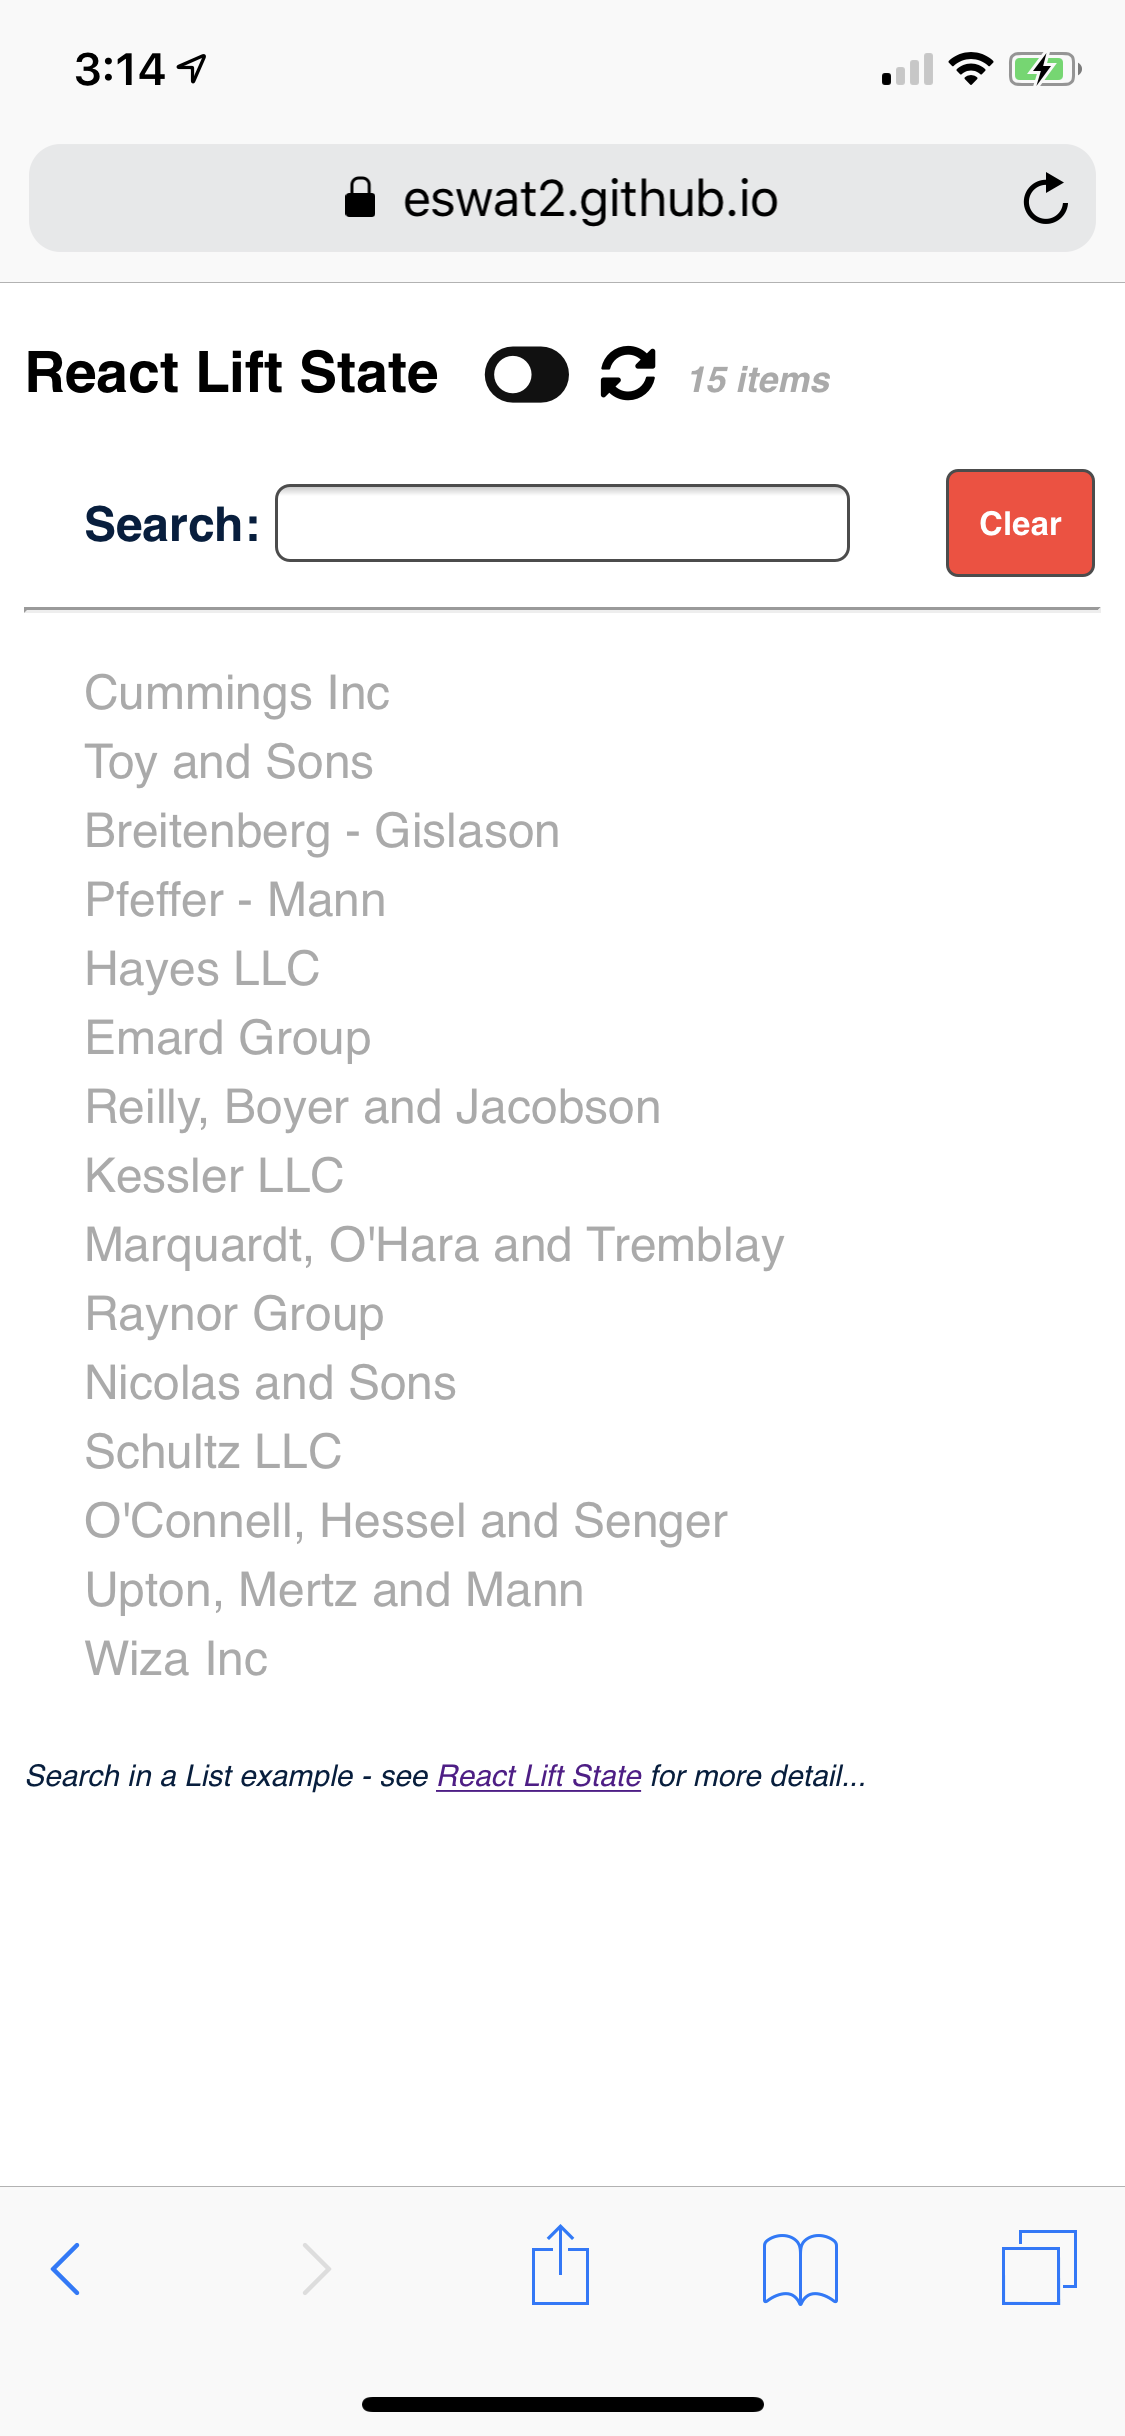 3:14
eswat2.github.io
React Lift State 15 items
Search: Clear
Cummings Inc
Toy and Sons
Breitenberg - Gislason
Pfeffer - Mann
Hayes LLC
Emard Group
Reilly, Boyer and Jacobson
Kessler LLC
Marquardt, O'Hara and Tremblay
Raynor Group
Nicolas and Sons
Schultz LLC
O'Connell, Hessel and Senger
Upton, Mertz and Mann
Wiza Inc
Search in a List example - see React Lift State for more detail...